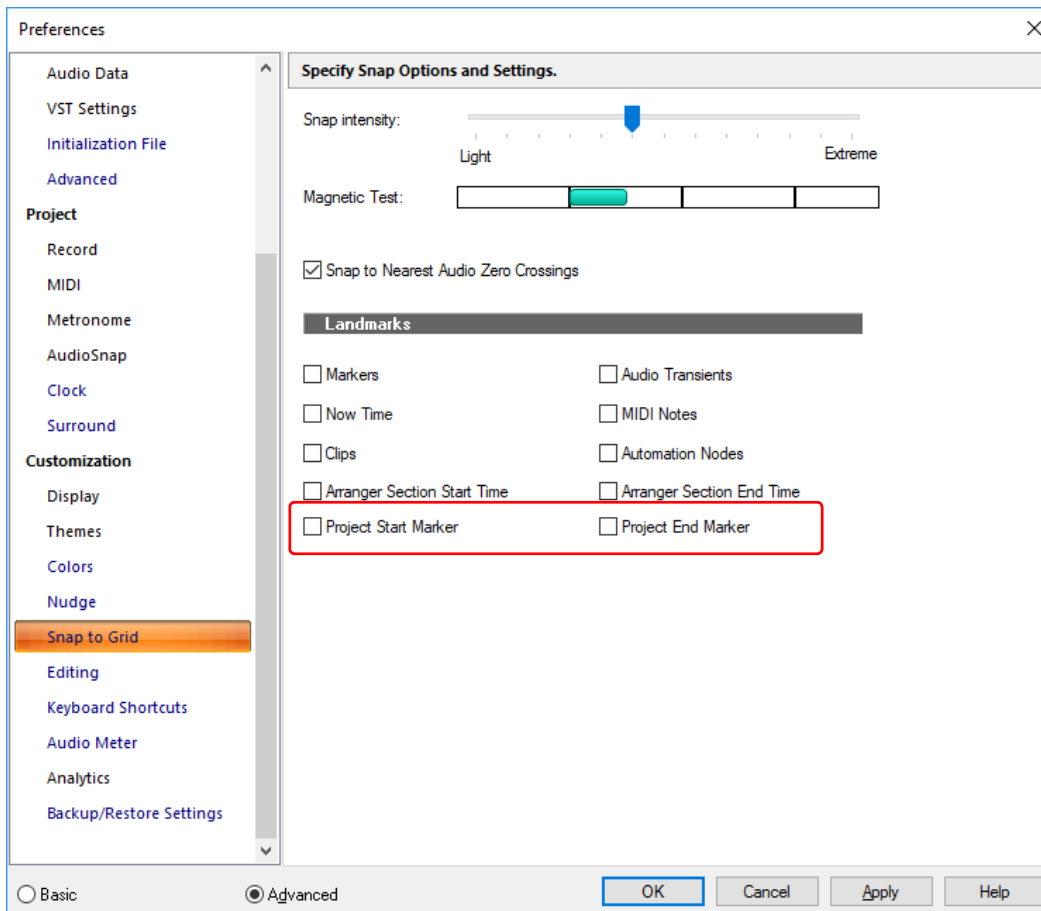 Preferences
Audio Data
VST Settings
Initialization File
Advanced
Project
Record
MIDI
Metronome
AudioSnap
Clock
Surround
Customization
Display
Themes
Colors
Nudge
Snap to Grid
Editing
Keyboard Shortcuts
Audio Meter
Analytics
Backup/Restore Settings
Specify Snap Options and Settings.
Snap intensity:
Light Extreme
Magnetic Test:
Snap to Nearest Audio Zero Crossings
Landmarks
Markers Audio Transients
Now Time MIDI Notes
Clips Automation Nodes
Arranger Section Start Time Arranger Section End Time
Project Start Marker Project End Marker
Basic Advanced OK Cancel Apply Help